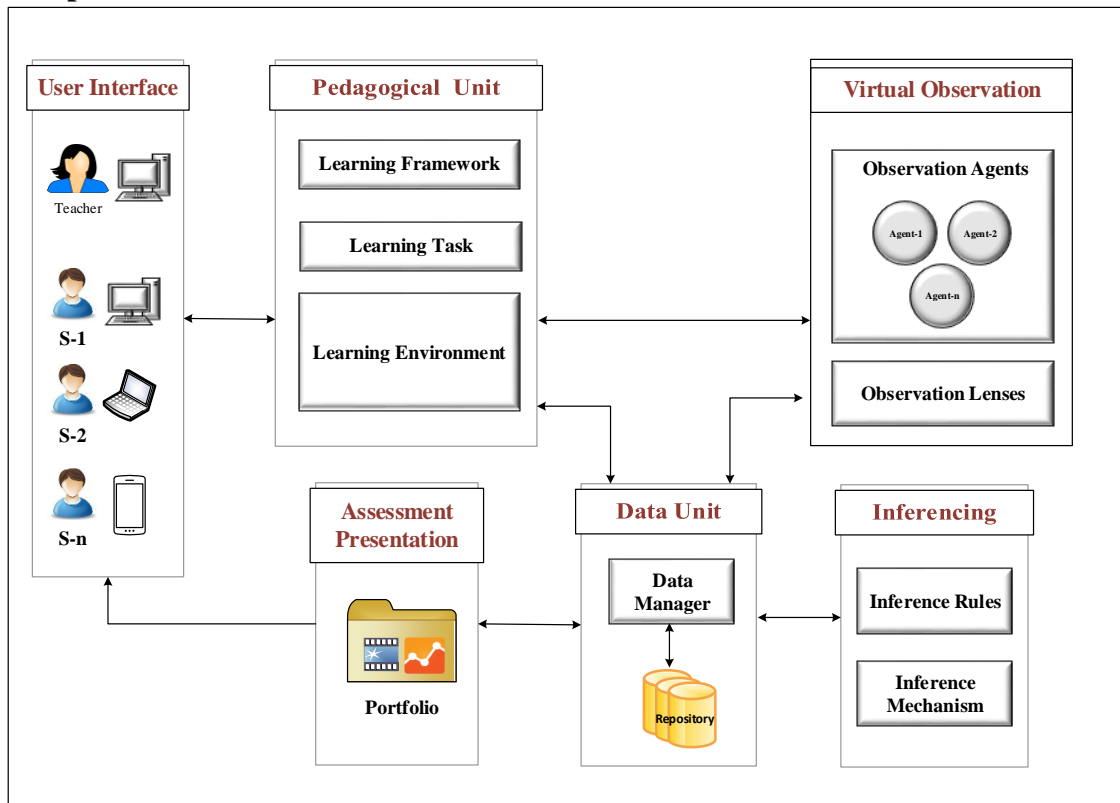 User Interface
Teacher
S-1
S-2
S-n
Pedagogical Unit
Learning Framework
Learning Task
Learning Environment
Virtual Observation
Observation Agents
Agent-1
Agent-2
Agent-n
Observation Lenses
Assessment
Presentation
Portfolio
Data Unit
Data
Manager
Repository
Inferencing
Inference Rules
Inference
Mechanism